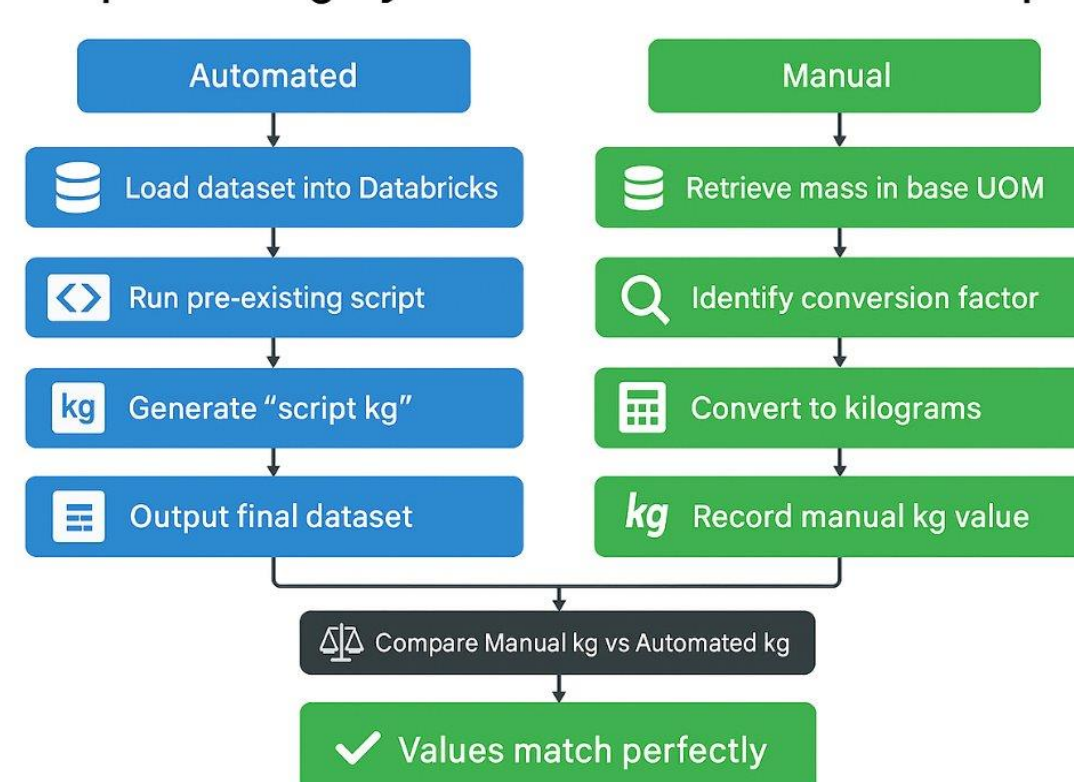 Automated
Manual
Load dataset into Databricks
Retrieve mass in base UOM
Run pre-existing script
Identify conversion factor
kg
Generate “script kg”
Convert to kilograms
Output final dataset
kg
Record manual kg value
Compare Manual kg vs Automated kg
Values match perfectly